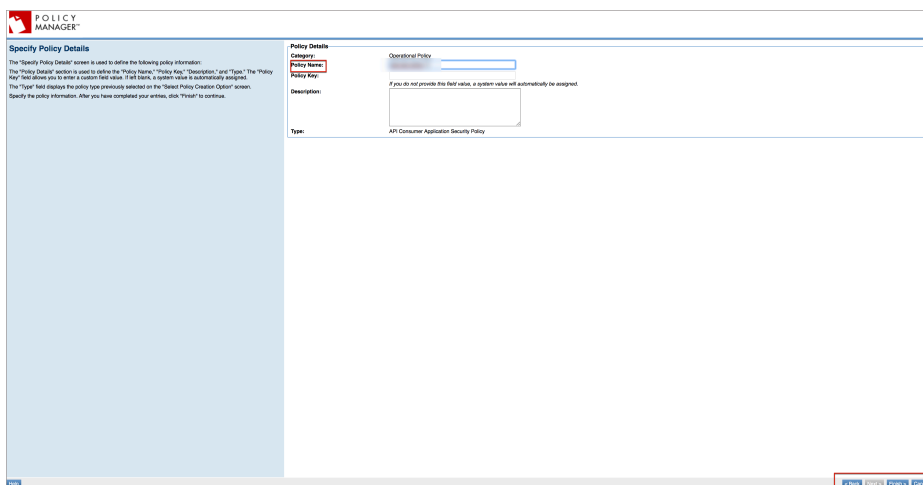 POLICY
MANAGER™
Specify Policy Details
The "Specify Policy Details" screen is used to define the following policy information:
The "Policy Details" section is used to define the "Policy Name," "Policy Key," "Description," and "Type." The "Policy
Key" field allows you to enter a custom field value. If left blank, a system value is automatically assigned.
The "Type" field displays the policy type previously selected on the "Select Policy Creation Option" screen.
Specify the policy information. After you have completed your entries, click "Finish" to continue.
Policy Details
Category: Operational Policy
Policy Name:
Policy Key:
If you do not provide this field value, a system value will automatically be assigned.
Description:
Type: API Consumer Application Security Policy
Help
< Back Next > Finish >